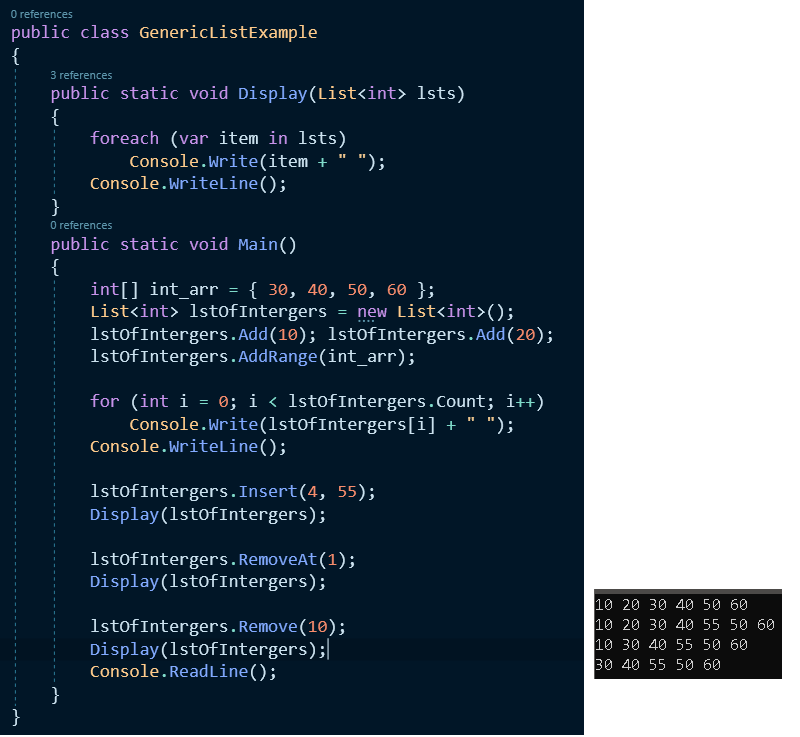 0 references
public class GenericListExample
{
3 references
public static void Display(List<int> lsts)
{
foreach (var item in lsts)
Console.Write(item + " ");
Console.WriteLine();
}
0 references
public static void Main()
{
int[] int_arr = { 30, 40, 50, 60 };
List<int> lstOfIntergers = new List<int>();
lstOfIntergers.Add(10); lstOfIntergers.Add(20);
lstOfIntergers.AddRange(int_arr);
for (int i = 0; i < lstOfIntergers.Count; i++)
Console.Write(lstOfIntergers[i] + " ");
Console.WriteLine();
lstOfIntergers.Insert(4, 55);
Display(lstOfIntergers);
lstOfIntergers.RemoveAt(1);
Display(lstOfIntergers);
lstOfIntergers.Remove(10);
Display(lstOfIntergers);
Console.ReadLine();
}
}
10 20 30 40 50 60
10 20 30 40 55 50 60
10 30 40 55 50 60
30 40 55 50 60